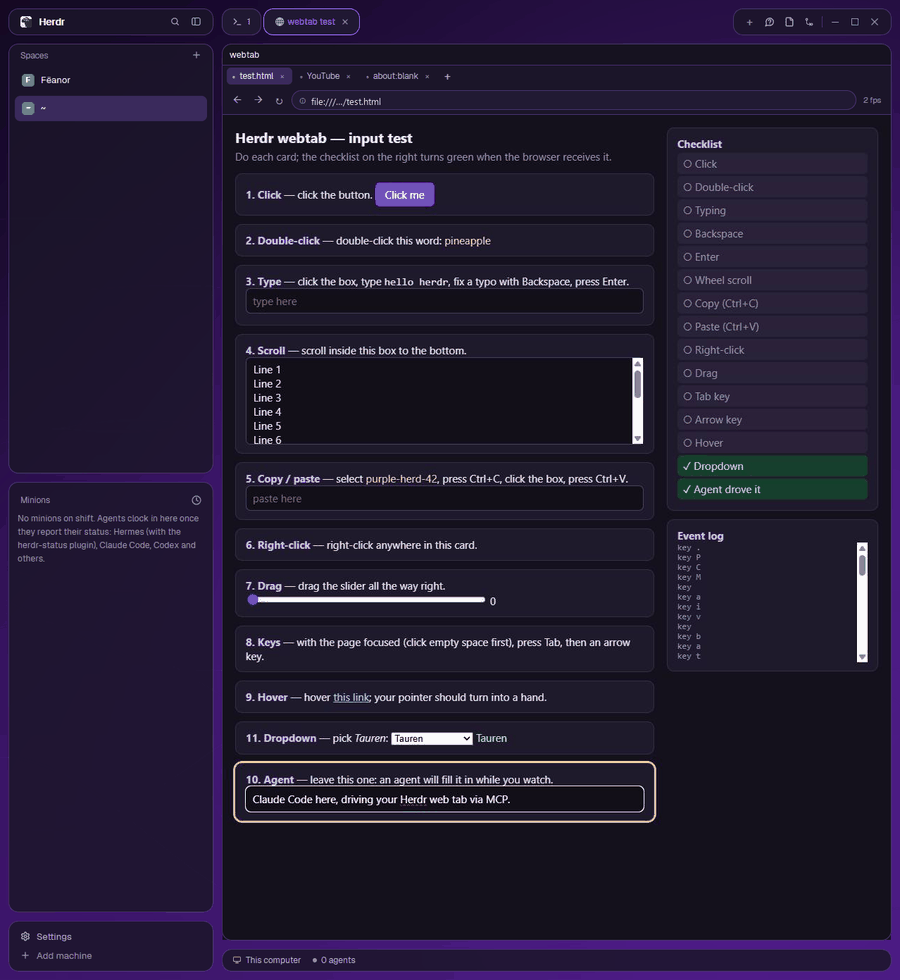 Herdr
1
webtab test
Spaces
F Fëanor
~ ~
Minions
No minions on shift. Agents clock in here once
they report their status: Hermes (with the
herdr-status plugin), Claude Code, Codex and
others.
Settings
Add machine
webtab
test.html
YouTube
about:blank
file:///…/test.html
2 fps
Herdr webtab — input test
Do each card; the checklist on the right turns green when the browser receives it.
1. Click — click the button. Click me
2. Double-click — double-click this word: pineapple
3. Type — click the box, type hello herdr, fix a typo with Backspace, press Enter.
type here
4. Scroll — scroll inside this box to the bottom.
Line 1
Line 2
Line 3
Line 4
Line 5
Line 6
5. Copy / paste — select purple-herd-42, press Ctrl+C, click the box, press Ctrl+V.
paste here
6. Right-click — right-click anywhere in this card.
7. Drag — drag the slider all the way right.
0
8. Keys — with the page focused (click empty space first), press Tab, then an arrow
key.
9. Hover — hover this link; your pointer should turn into a hand.
11. Dropdown — pick Tauren: Tauren Tauren
10. Agent — leave this one: an agent will fill it in while you watch.
Claude Code here, driving your Herdr web tab via MCP.
Checklist
Click
Double-click
Typing
Backspace
Enter
Wheel scroll
Copy (Ctrl+C)
Paste (Ctrl+V)
Right-click
Drag
Tab key
Arrow key
Hover
✓ Dropdown
✓ Agent drove it
Event log
key .
key P
key C
key M
key
key a
key i
key v
key
key b
key a
key t
This computer
0 agents